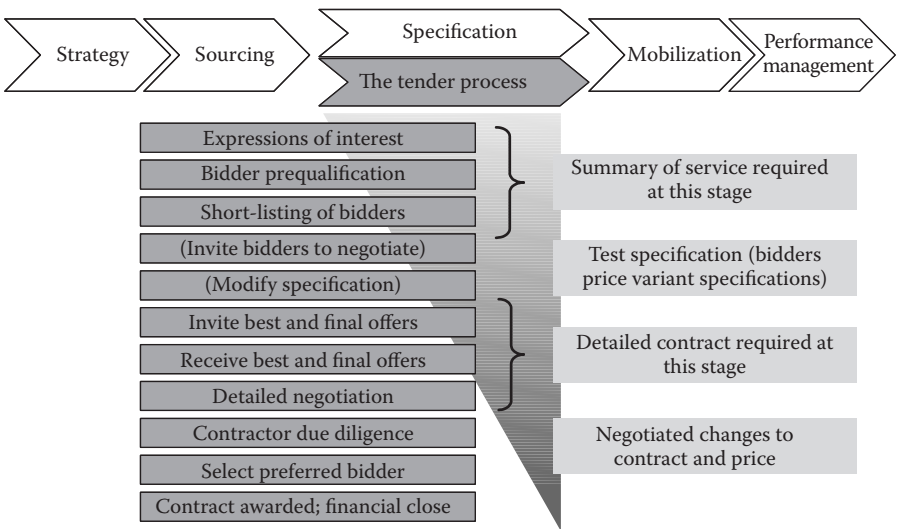 Strategy
Sourcing
Specification
The tender process
Mobilization
Performance
management
Expressions of interest
Bidder prequalification
Short-listing of bidders
(Invite bidders to negotiate)
(Modify specification)
Invite best and final offers
Receive best and final offers
Detailed negotiation
Contractor due diligence
Select preferred bidder
Contract awarded; financial close
Summary of service required
at this stage
Test specification (bidders
price variant specifications)
Detailed contract required at
this stage
Negotiated changes to
contract and price